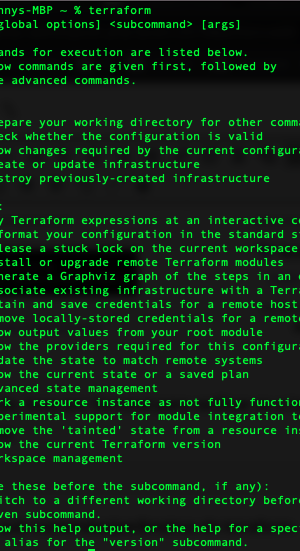 nnys-MBP ~ % terraform
global options] <subcommand> [args]
ands for execution are listed below.
ow commands are given first, followed by
e advanced commands.
epare your working directory for other comma
eck whether the configuration is valid
ow changes required by the current configura
eate or update infrastructure
stroy previously-created infrastructure
:
y Terraform expressions at an interactive co
format your configuration in the standard s
lease a stuck lock on the current workspace
stall or upgrade remote Terraform modules
nerate a Graphviz graph of the steps in an o
sociate existing infrastructure with a Terra
tain and save credentials for a remote host
move locally-stored credentials for a remote
ow output values from your root module
ow the providers required for this configura
date the state to match remote systems
ow the current state or a saved plan
vanced state management
rk a resource instance as not fully function
perimental support for module integration te
move the 'tainted' state from a resource ins
ow the current Terraform version
rkspace management
e these before the subcommand, if any):
itch to a different working directory before
ven subcommand.
ow this help output, or the help for a spec
alias for the "version" subcommand.